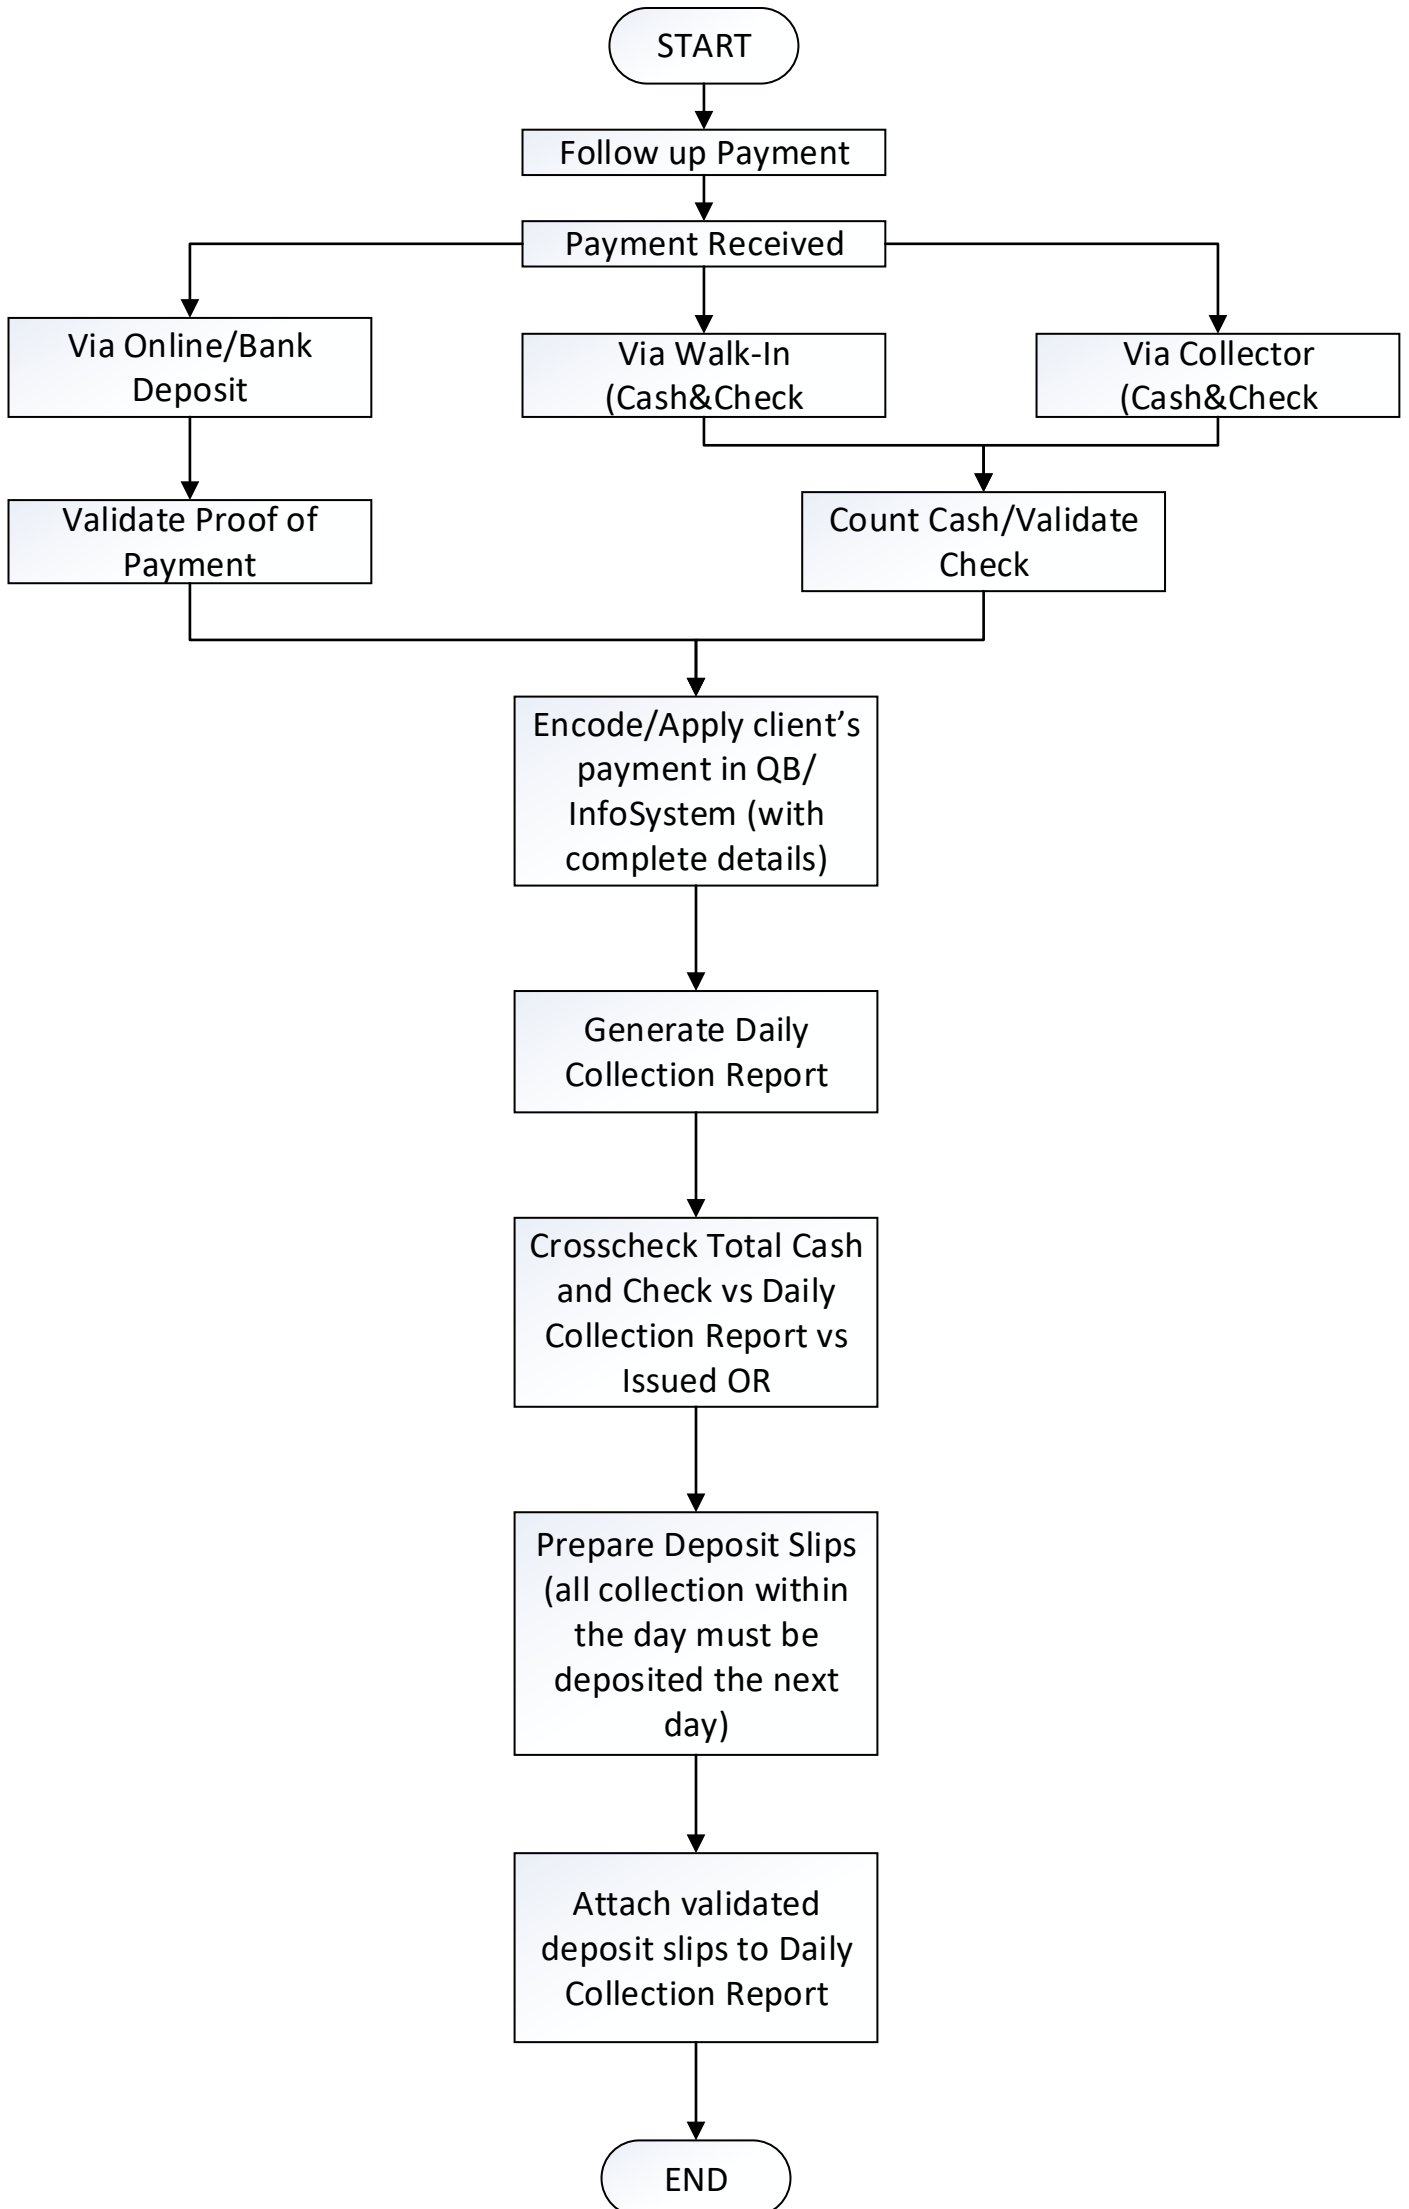 START
Follow up Payment
Payment Received
Via Online/Bank
Deposit
Via Walk-In
(Cash&Check
Via Collector
(Cash&Check
Validate Proof of
Payment
Count Cash/Validate
Check
Encode/Apply client’s
payment in QB/
InfoSystem (with
complete details)
Generate Daily
Collection Report
Crosscheck Total Cash
and Check vs Daily
Collection Report vs
Issued OR
Prepare Deposit Slips
(all collection within
the day must be
deposited the next
day)
Attach validated
deposit slips to Daily
Collection Report
END